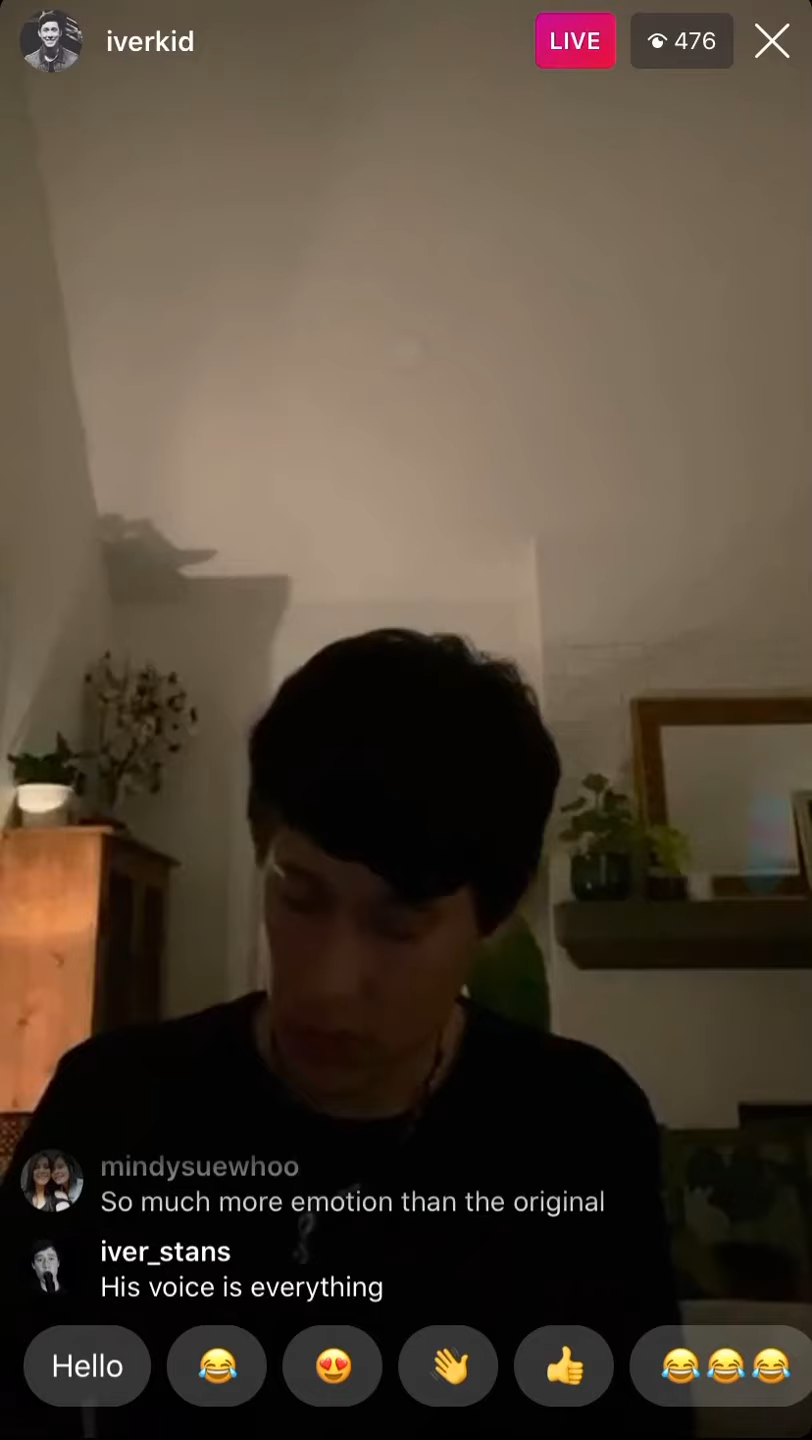 iverkid
LIVE
476
mindysuewhoo
So much more emotion than the original
iver_stans
His voice is everything
Hello